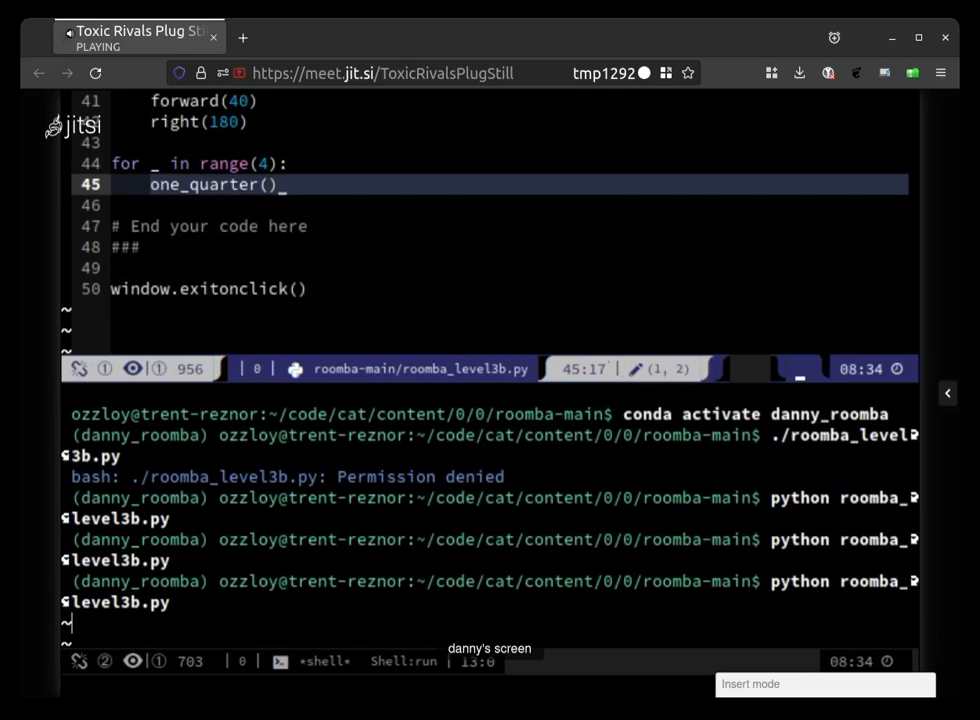 Toxic Rivals Plug Sti
PLAYING
https://meet.jit.si/ToxicRivalsPlugStill
tmp1292
jitsi
41 forward(40)
right(180)
43
44 for _ in range(4):
45 one_quarter()_
46
47 # End your code here
48 ###
49
50 window.exitonclick()
~
~
~
① | ① 956 | 0 | roomba-main/roomba_level3b.py 45:17 | (1, 2) 08:34
ozzloy@trent-reznor:~/code/cat/content/0/0/roomba-main$ conda activate danny_roomba
(danny_roomba) ozzloy@trent-reznor:~/code/cat/content/0/0/roomba-main$ ./roomba_level
3b.py
bash: ./roomba_level3b.py: Permission denied
(danny_roomba) ozzloy@trent-reznor:~/code/cat/content/0/0/roomba-main$ python roomba_
level3b.py
(danny_roomba) ozzloy@trent-reznor:~/code/cat/content/0/0/roomba-main$ python roomba_
level3b.py
(danny_roomba) ozzloy@trent-reznor:~/code/cat/content/0/0/roomba-main$ python roomba_
level3b.py
~
~
danny's screen
② | ① 703 | 0 | *shell* Shell:run | 13:0 08:34
Insert mode